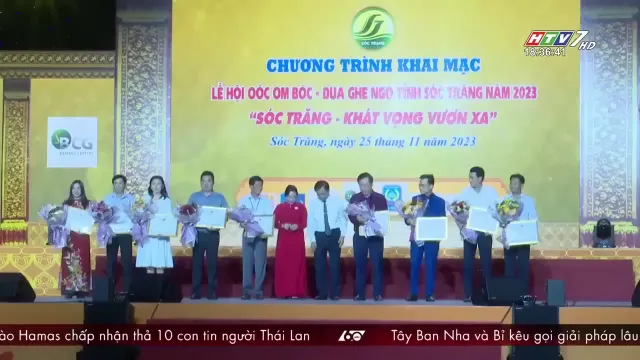 SÓC TRĂNG
HTV7 HD
18:36:41
CHƯƠNG TRÌNH KHAI MẠC
LỄ HỘI OÓC OM BÓC - ĐUA GHE NGO TỈNH SÓC TRĂNG NĂM 2023
"SÓC TRĂNG - KHÁT VỌNG VƯƠN XA"
Sóc Trăng, ngày 25 tháng 11 năm 2023
BCG
ào Hamas chấp nhận thả 10 con tin người Thái Lan
60
Tây Ban Nha và Bỉ kêu gọi giải pháp lâu